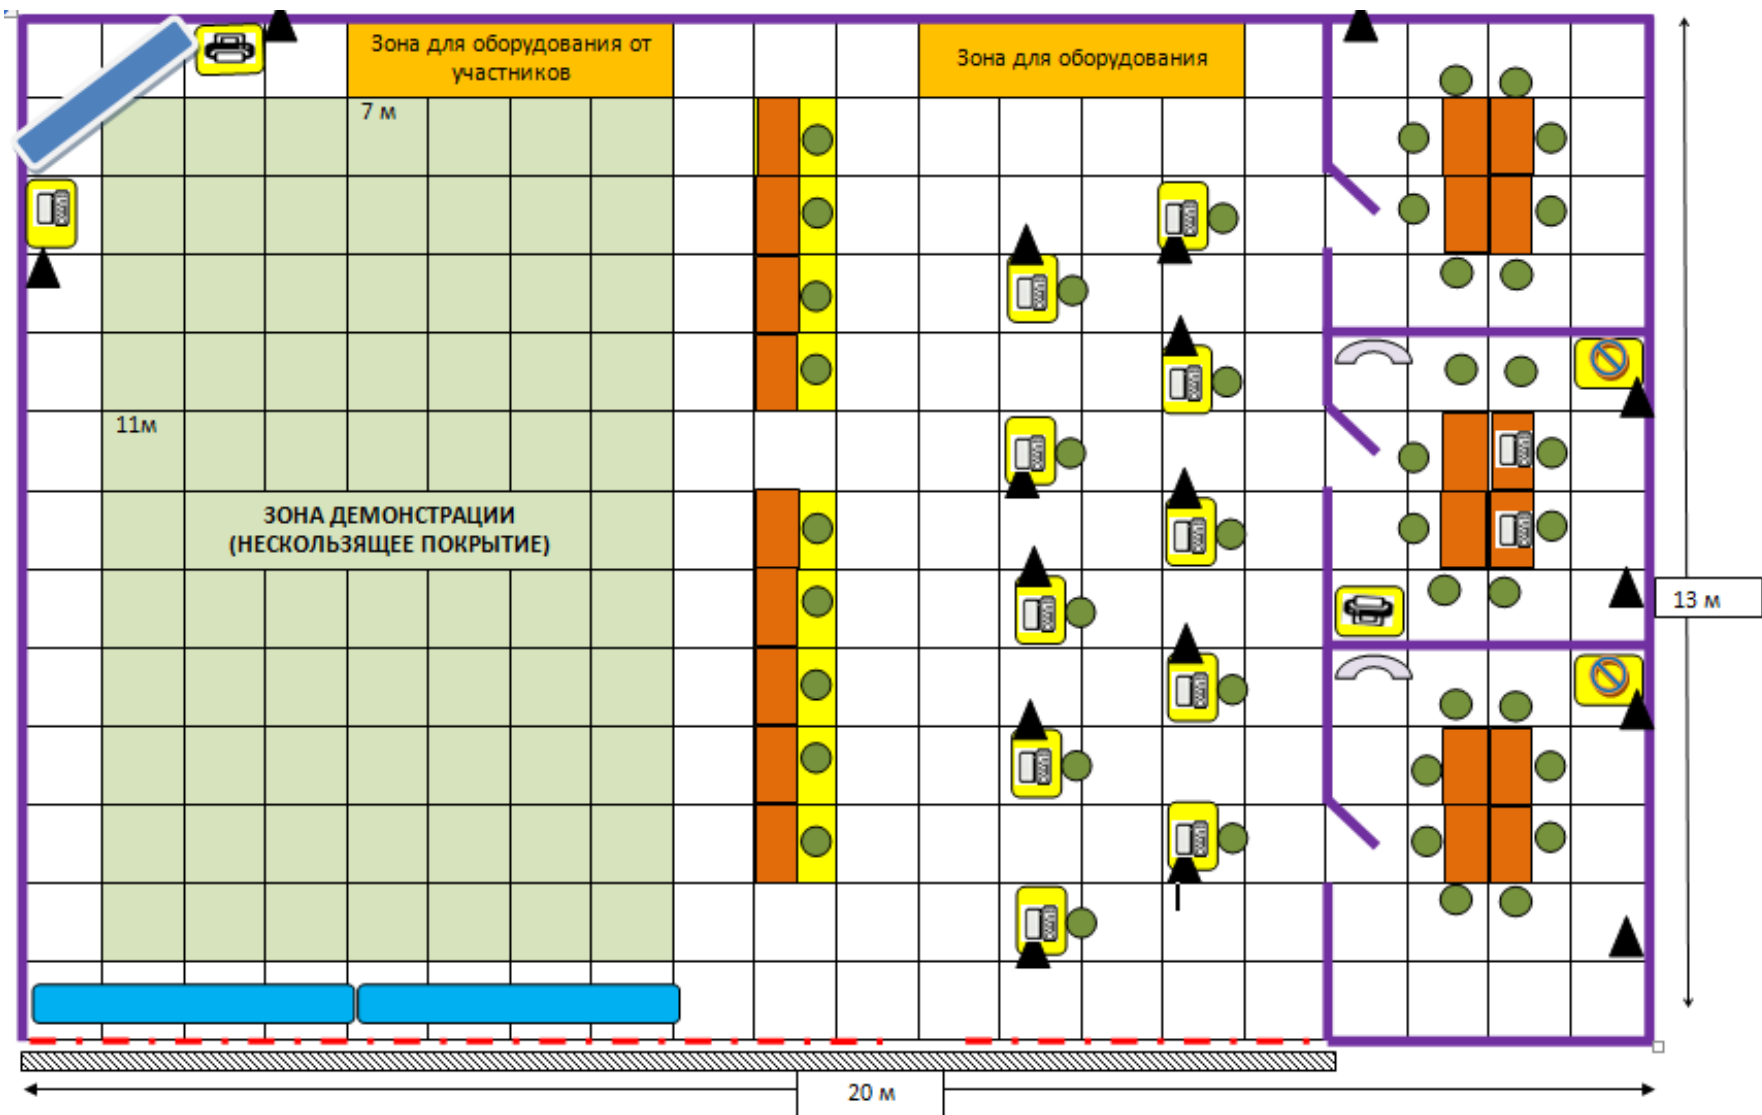 Зона для оборудования от
участников
Зона для оборудования
7 м
11м
ЗОНА ДЕМОНСТРАЦИИ
(НЕСКОЛЬЗЯЩЕЕ ПОКРЫТИЕ)
13 м
20 м